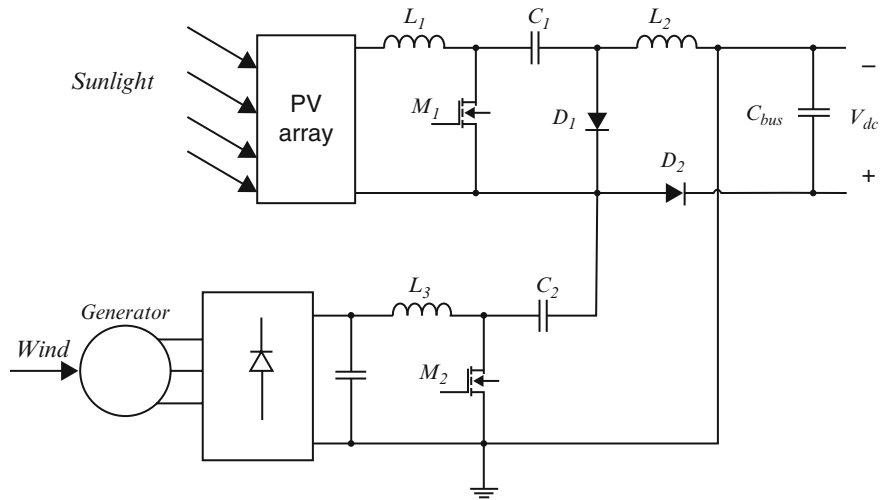 L1
C1
L2
Sunlight
PV
array
M1
D1
Cbus
−
Vdc
+
D2
Generator
L3
C2
Wind
M2